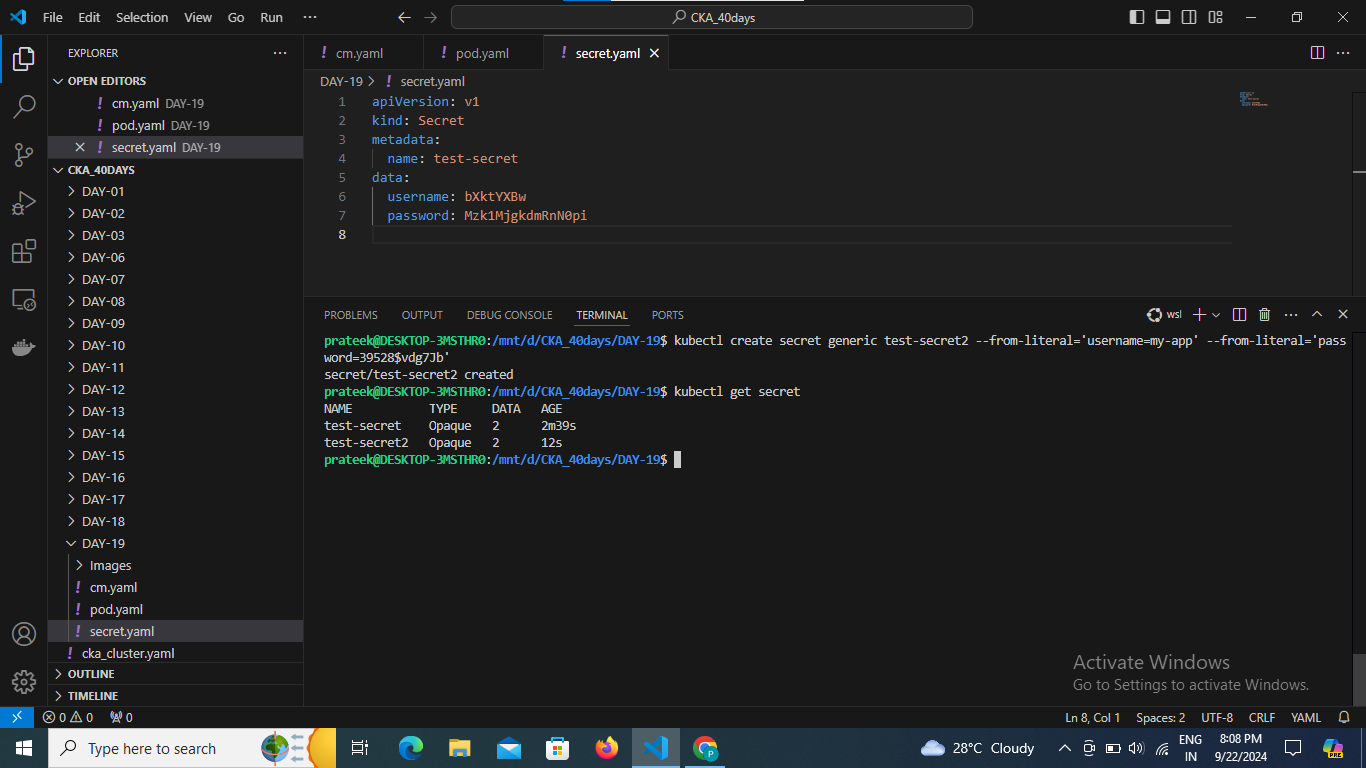 File Edit Selection View Go Run ···
CKA_40days
EXPLORER
OPEN EDITORS
! cm.yaml DAY-19
! pod.yaml DAY-19
! secret.yaml DAY-19
CKA_40DAYS
DAY-01
DAY-02
DAY-03
DAY-06
DAY-07
DAY-08
DAY-09
DAY-10
DAY-11
DAY-12
DAY-13
DAY-14
DAY-15
DAY-16
DAY-17
DAY-18
DAY-19
Images
! cm.yaml
! pod.yaml
! secret.yaml
! cka_cluster.yaml
OUTLINE
TIMELINE
! cm.yaml ! pod.yaml ! secret.yaml
DAY-19 > ! secret.yaml
1 apiVersion: v1
2 kind: Secret
3 metadata:
4 name: test-secret
5 data:
6 username: bXktYXBw
7 password: Mzk1MjgkdmRnN0pi
8
PROBLEMS OUTPUT DEBUG CONSOLE TERMINAL PORTS
wsl
prateek@DESKTOP-3MSTHR0:/mnt/d/CKA_40days/DAY-19$ kubectl create secret generic test-secret2 --from-literal='username=my-app' --from-literal='pass
word=39528$vdg7Jb'
secret/test-secret2 created
prateek@DESKTOP-3MSTHR0:/mnt/d/CKA_40days/DAY-19$ kubectl get secret
NAME TYPE DATA AGE
test-secret Opaque 2 2m39s
test-secret2 Opaque 2 12s
prateek@DESKTOP-3MSTHR0:/mnt/d/CKA_40days/DAY-19$
Activate Windows
Go to Settings to activate Windows.
0 0 0
Ln 8, Col 1 Spaces: 2 UTF-8 CRLF YAML
Type here to search
28°C Cloudy
ENG
IN
8:08 PM
9/22/2024
P
PRE